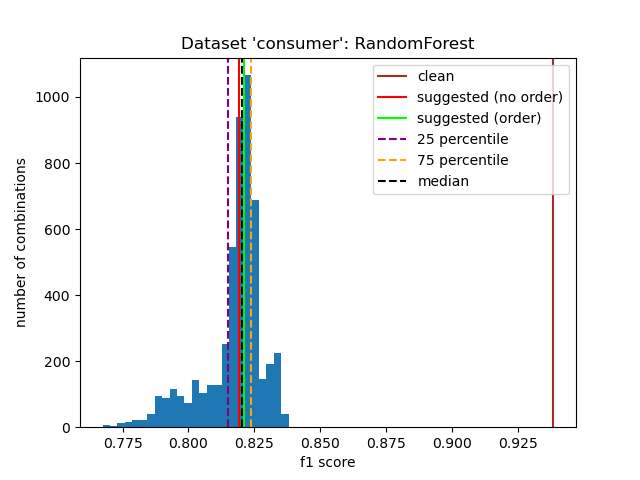 Dataset 'consumer': RandomForest
number of combinations
1000
800
600
400
200
0
clean
suggested (no order)
suggested (order)
25 percentile
75 percentile
median
0.775 0.800 0.825 0.850 0.875 0.900 0.925
f1 score